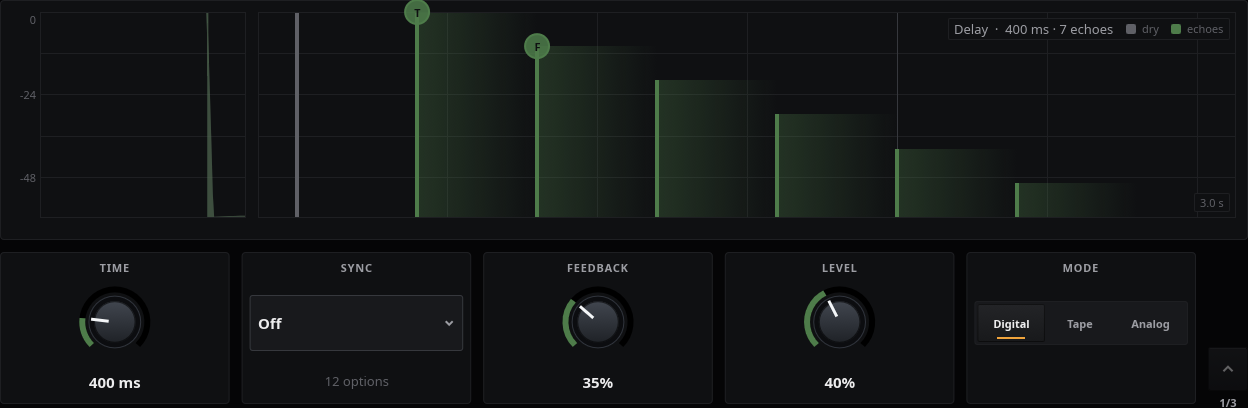 0
-24
-48
T
F
Delay · 400 ms · 7 echoes
dry
echoes
3.0 s
TIME
400 ms
SYNC
Off
12 options
FEEDBACK
35%
LEVEL
40%
MODE
Digital
Tape
Analog
1/3